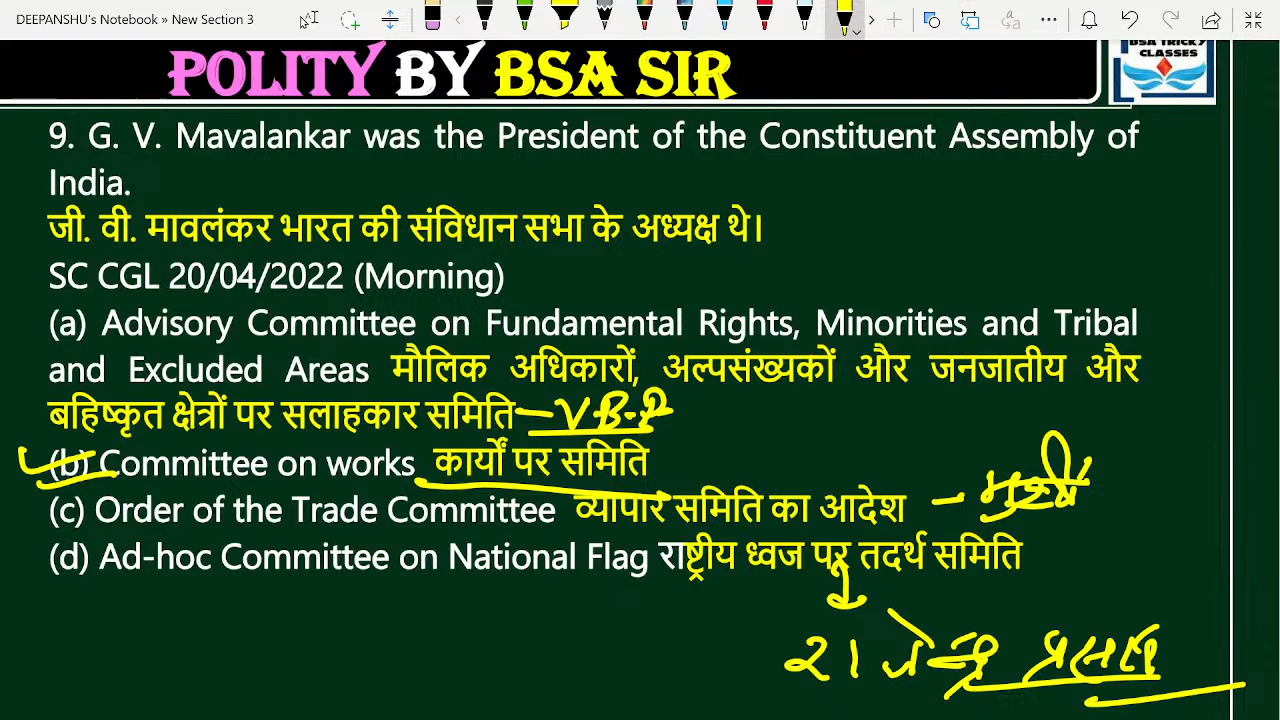 DEEPANSHU's Notebook » New Section 3
POLITY BY BSA SIR
BSA TRICKY
CLASSES
9. G. V. Mavalankar was the President of the Constituent Assembly of
India.
जी. वी. मावलंकर भारत की संविधान सभा के अध्यक्ष थे।
SC CGL 20/04/2022 (Morning)
(a) Advisory Committee on Fundamental Rights, Minorities and Tribal
and Excluded Areas मौलिक अधिकारों, अल्पसंख्यकों और जनजातीय और
बहिष्कृत क्षेत्रों पर सलाहकार समिति – V B. P
(b) Committee on works कार्यों पर समिति
(c) Order of the Trade Committee व्यापार समिति का आदेश –
(d) Ad-hoc Committee on National Flag राष्ट्रीय ध्वज पर तदर्थ समिति
राजेन्द्र प्रसाद